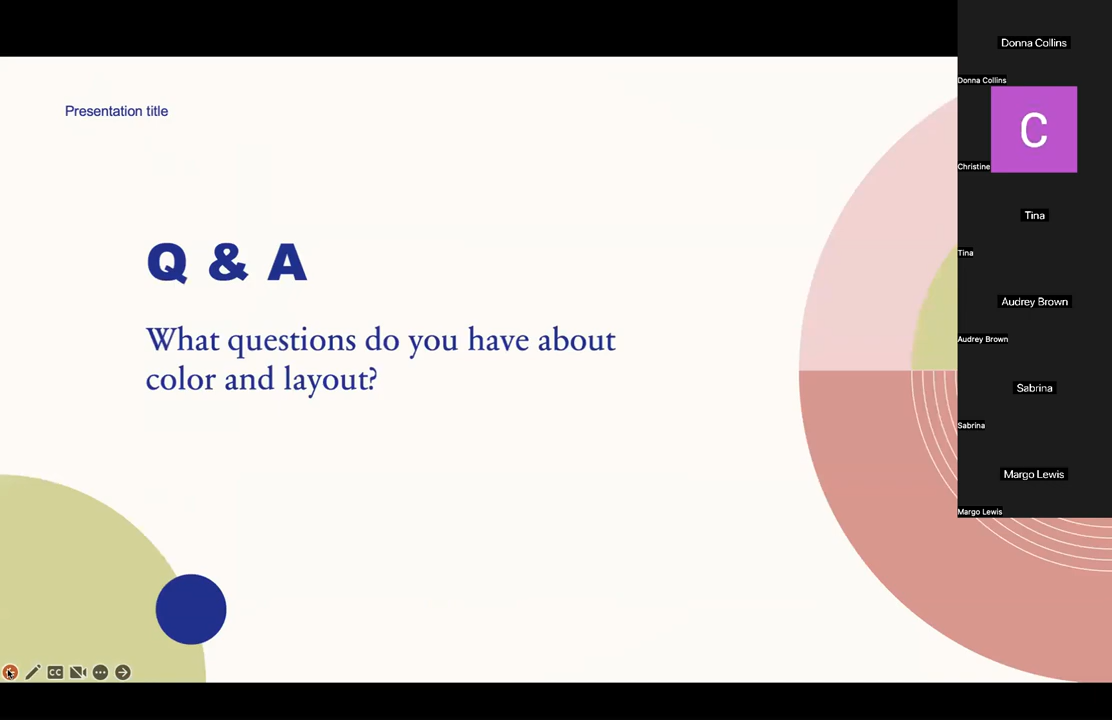 Presentation title
Q & A
What questions do you have about
color and layout?
Donna Collins
Donna Collins
C
Christine
Tina
Tina
Audrey Brown
Audrey Brown
Sabrina
Sabrina
Margo Lewis
Margo Lewis
CC